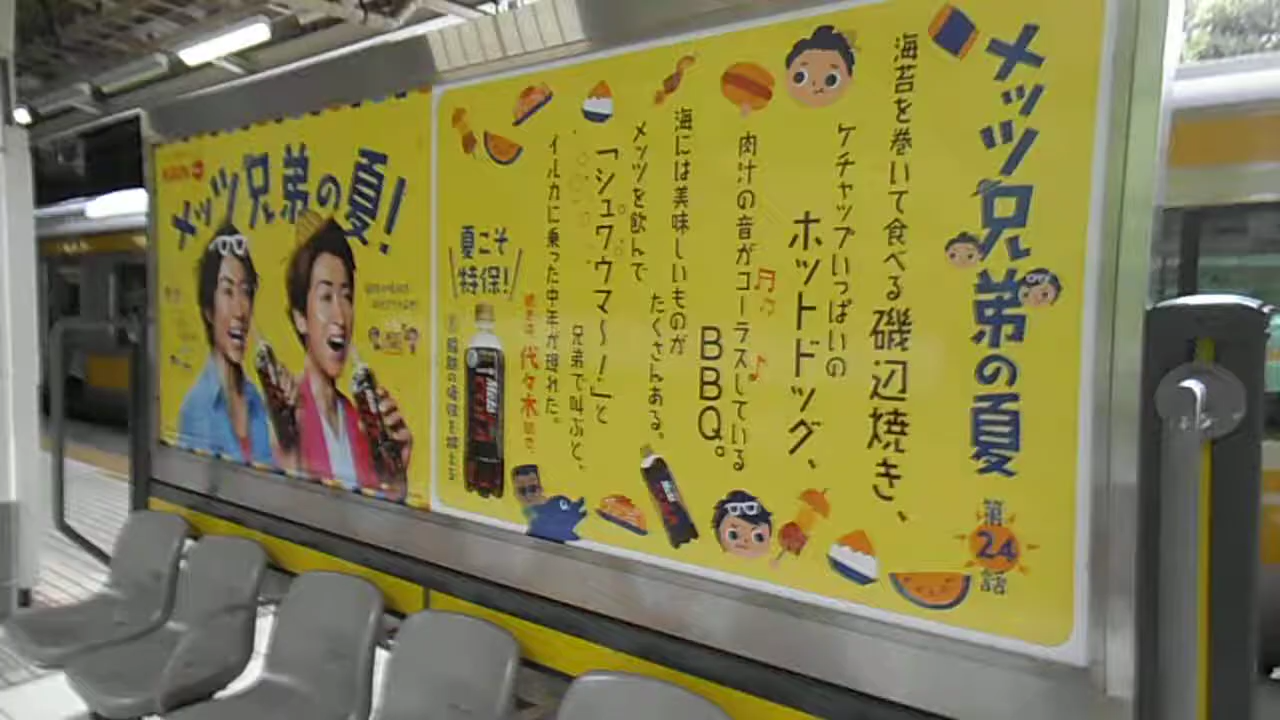 メッツ兄弟の夏
第24話
海苔を巻いて食べる磯辺焼き、
ケチャップいっぱいの
ホットドッグ、
肉汁の音がコーラスしている
BBQ。
海には美味しいものが
たくさんある。
メッツを飲んで
「シュワウマ〜!」と
兄弟で叫ぶと、
イルカに乗った中年が現れた。
代々木
夏こそ
特保!
KIRIN
メッツ兄弟の夏!